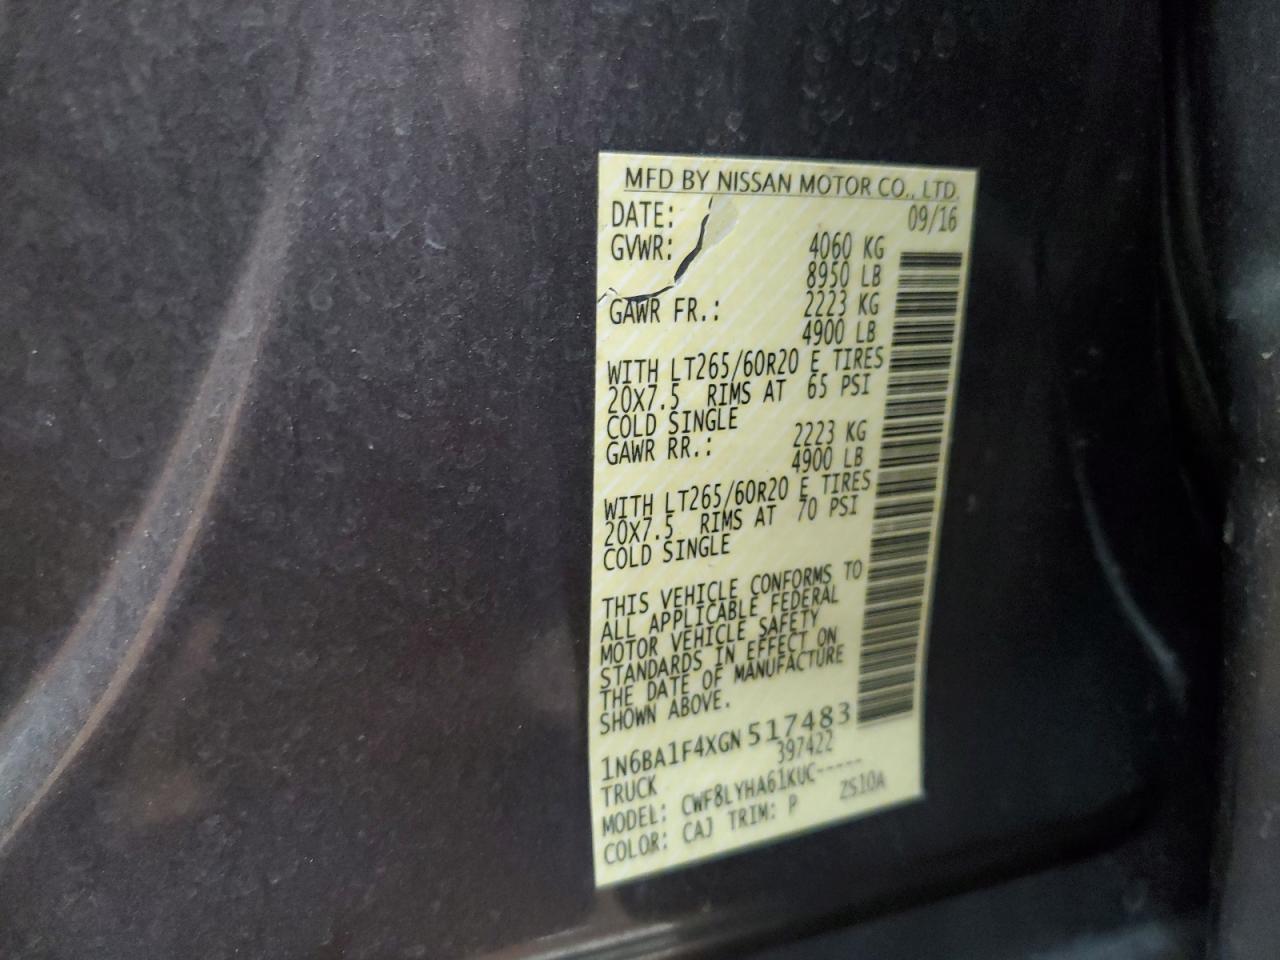 MFD BY NISSAN MOTOR CO., LTD.
DATE: 09/16
GVWR: 4060 KG
8950 LB
GAWR FR.: 2223 KG
4900 LB
WITH LT265/60R20 E TIRES
20X7.5 RIMS AT 65 PSI
COLD SINGLE
GAWR RR.: 2223 KG
4900 LB
WITH LT265/60R20 E TIRES
20X7.5 RIMS AT 70 PSI
COLD SINGLE
THIS VEHICLE CONFORMS TO
ALL APPLICABLE FEDERAL
MOTOR VEHICLE SAFETY
STANDARDS IN EFFECT ON
THE DATE OF MANUFACTURE
SHOWN ABOVE.
1N6BA1F4XGN517483
TRUCK 397422
MODEL: CWF8LYHA61KUC-----
COLOR: CAJ TRIM: P ZS10A